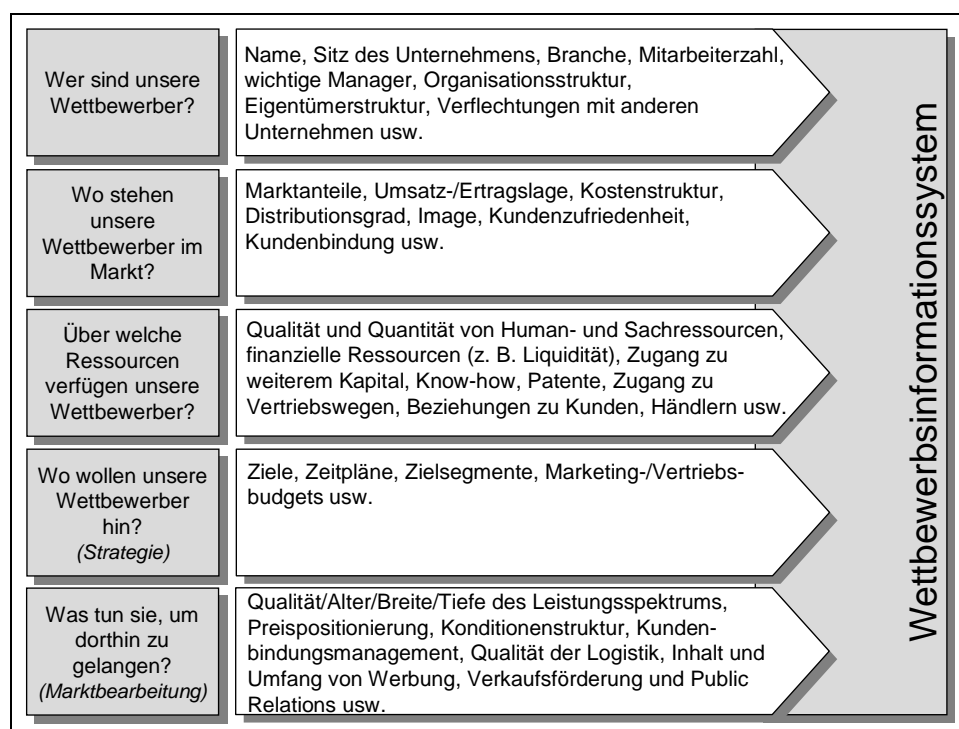 Wer sind unsere
Wettbewerber?
Name, Sitz des Unternehmens, Branche, Mitarbeiterzahl,
wichtige Manager, Organisationsstruktur,
Eigentümerstruktur, Verflechtungen mit anderen
Unternehmen usw.
Wo stehen
unsere
Wettbewerber im
Markt?
Marktanteile, Umsatz-/Ertragslage, Kostenstruktur,
Distributionsgrad, Image, Kundenzufriedenheit,
Kundenbindung usw.
Über welche
Ressourcen
verfügen unsere
Wettbewerber?
Qualität und Quantität von Human- und Sachressourcen,
finanzielle Ressourcen (z. B. Liquidität), Zugang zu
weiterem Kapital, Know-how, Patente, Zugang zu
Vertriebswegen, Beziehungen zu Kunden, Händlern usw.
Wo wollen unsere
Wettbewerber
hin?
(Strategie)
Ziele, Zeitpläne, Zielsegmente, Marketing-/Vertriebs-
budgets usw.
Was tun sie, um
dorthin zu
gelangen?
(Marktbearbeitung)
Qualität/Alter/Breite/Tiefe des Leistungsspektrums,
Preispositionierung, Konditionenstruktur, Kunden-
bindungsmanagement, Qualität der Logistik, Inhalt und
Umfang von Werbung, Verkaufsförderung und Public
Relations usw.
Wettbewerbsinformationssystem